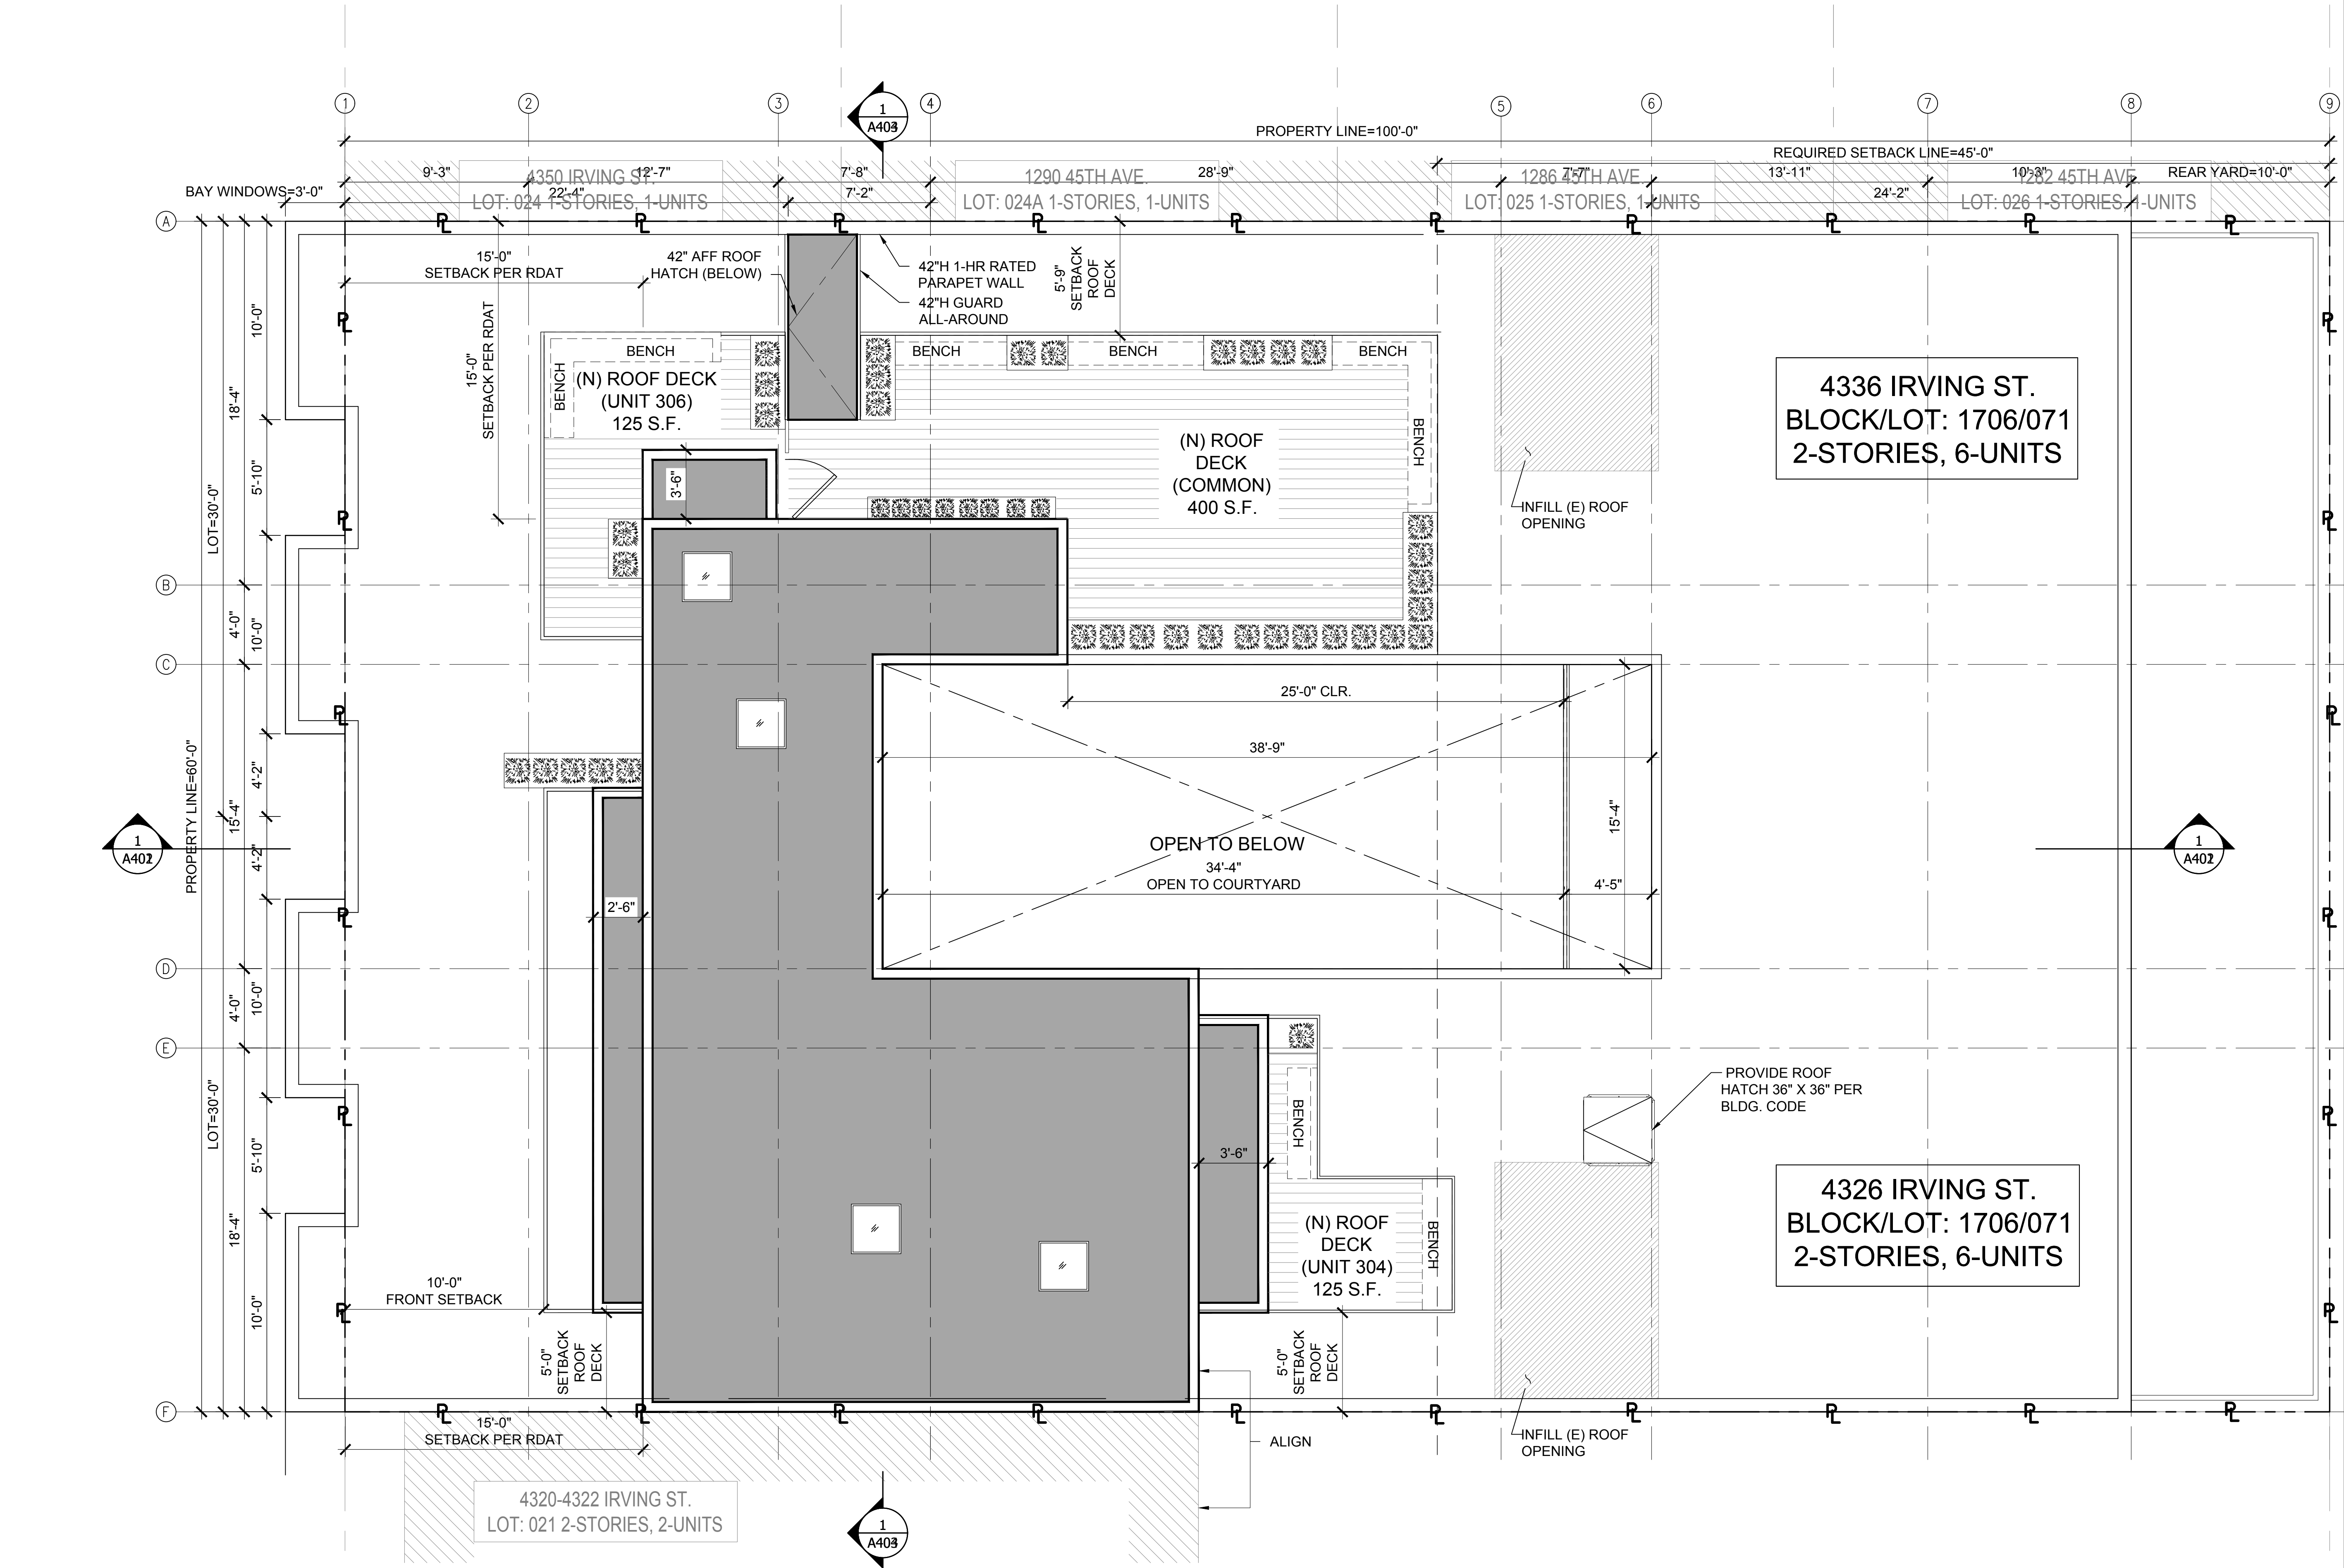 1
2
3
4
5
6
7
8
9
1
PROPERTY LINE=100'-0"
REQUIRED SETBACK LINE=45'-0"
9'-3"
12'-7"
7'-8"
28'-9"
7'-7"
13'-11"
10'-3"
REAR YARD=10'-0"
4350 IRVING ST.
LOT: 024 1-STORIES, 1-UNITS
1290 45TH AVE.
LOT: 024A 1-STORIES, 1-UNITS
1286 45TH AVE.
LOT: 025 1-STORIES, 1-UNITS
1282 45TH AVE.
LOT: 026 1-STORIES, 1-UNITS
BAY WINDOWS=3'-0"
22'-4"
7'-2"
24'-2"
A
B
C
D
E
F
15'-0"
SETBACK PER RDAT
15'-0"
SETBACK PER RDAT
42" AFF ROOF
HATCH (BELOW)
42"H 1-HR RATED
PARAPET WALL
42"H GUARD
ALL-AROUND
5'-9"
SETBACK
ROOF
DECK
BENCH
BENCH
(N) ROOF DECK
(UNIT 306)
125 S.F.
BENCH
BENCH
BENCH
BENCH
(N) ROOF
DECK
(COMMON)
400 S.F.
3'-6"
4336 IRVING ST.
BLOCK/LOT: 1706/071
2-STORIES, 6-UNITS
INFILL (E) ROOF
OPENING
10'-0"
18'-4"
5'-10"
LOT=30'-0"
4'-0"
10'-0"
PROPERTY LINE=60'-0"
4'-2"
15'-4"
4'-2"
4'-0"
10'-0"
LOT=30'-0"
5'-10"
18'-4"
10'-0"
25'-0" CLR.
38'-9"
15'-4"
OPEN TO BELOW
34'-4"
OPEN TO COURTYARD
4'-5"
1
1
2'-6"
PROVIDE ROOF
HATCH 36" X 36" PER
BLDG. CODE
BENCH
3'-6"
(N) ROOF
DECK
(UNIT 304)
125 S.F.
BENCH
4326 IRVING ST.
BLOCK/LOT: 1706/071
2-STORIES, 6-UNITS
10'-0"
FRONT SETBACK
5'-0"
SETBACK
ROOF
DECK
5'-0"
SETBACK
ROOF
DECK
15'-0"
SETBACK PER RDAT
ALIGN
INFILL (E) ROOF
OPENING
4320-4322 IRVING ST.
LOT: 021 2-STORIES, 2-UNITS
1